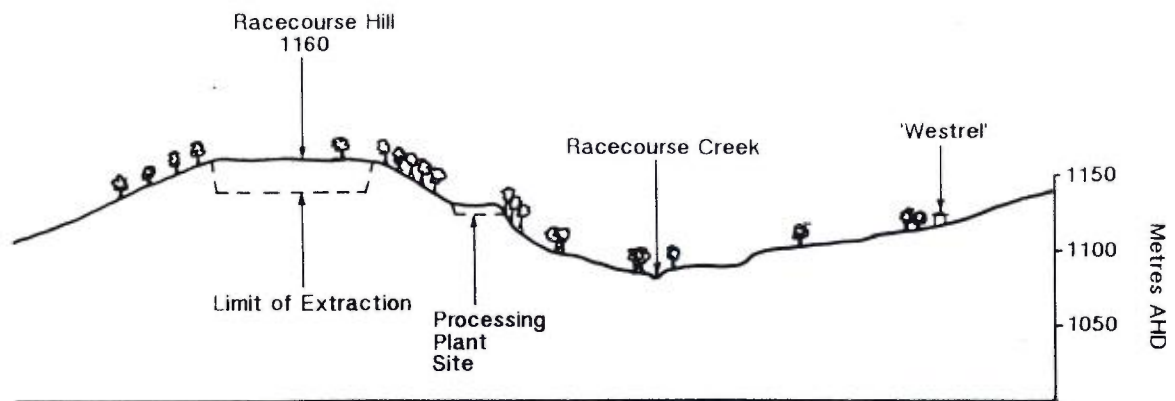 Racecourse Hill
1160
'Westrel'
Racecourse Creek
1150
1100
1050
Metres AHD
Limit of Extraction
Processing
Plant
Site